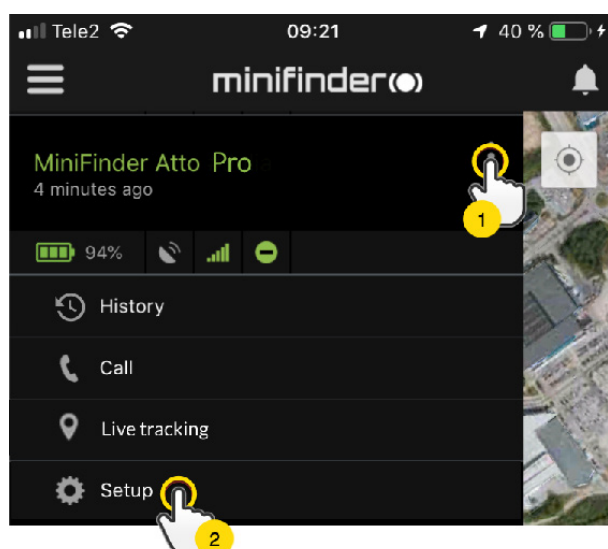 Tele2 09:21 40 %
minifinder
MiniFinder Atto Pro
4 minutes ago
1
94%
History
Call
Live tracking
Setup
2